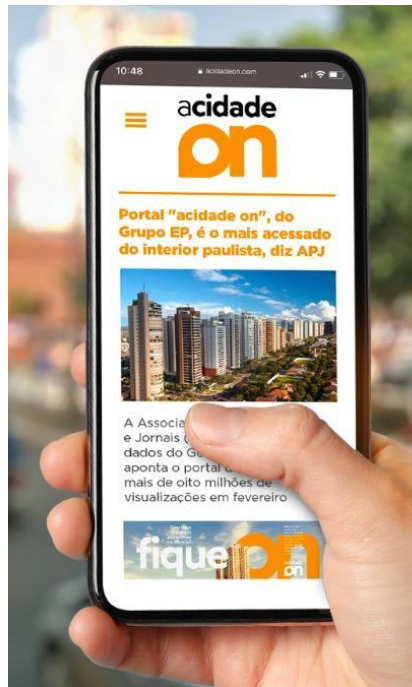 10:48
acidadeon.com
acidade
on
Portal "acidade on", do
Grupo EP, é o mais acessado
do interior paulista, diz APJ
A Associa
e Jornais
dados do
aponta o portal
mais de oito milhões de
visualizações em fevereiro
fique on